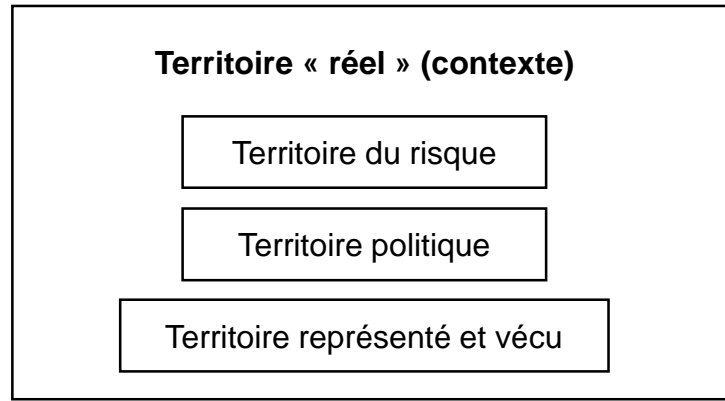 Territoire « réel » (contexte)
Territoire du risque
Territoire politique
Territoire représenté et vécu